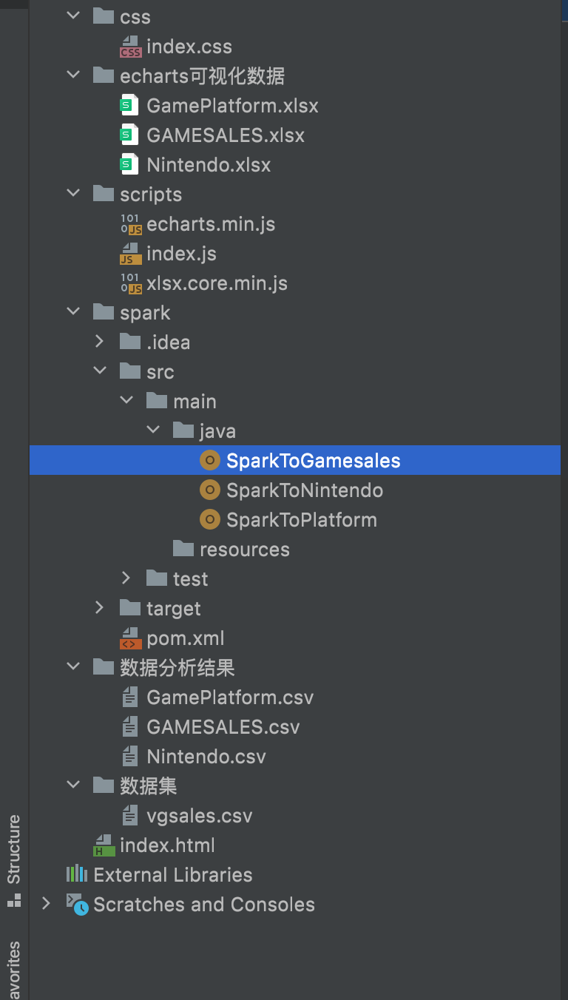 css
index.css
echarts可视化数据
GamePlatform.xlsx
GAMESALES.xlsx
Nintendo.xlsx
scripts
echarts.min.js
index.js
xlsx.core.min.js
spark
.idea
src
main
java
SparkToGamesales
SparkToNintendo
SparkToPlatform
resources
test
target
pom.xml
数据分析结果
GamePlatform.csv
GAMESALES.csv
Nintendo.csv
数据集
vgsales.csv
index.html
External Libraries
Scratches and Consoles
Structure
avorites